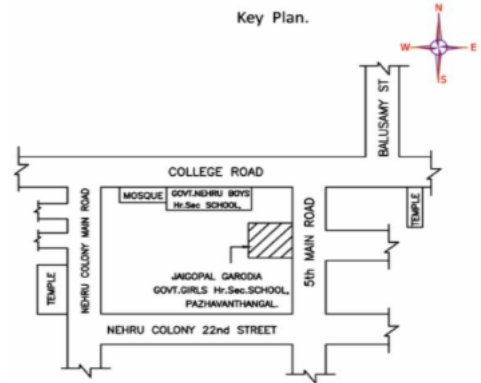 Key Plan.
N
W
E
S
BALUSAMY ST
COLLEGE ROAD
MOSQUE
GOVT.NEHRU BOYS
Hr.Sec SCHOOL,
TEMPLE
NEHRU COLONY MAIN ROAD
5th MAIN ROAD
TEMPLE
JAIGOPAL GARODIA
GOVT.GIRLS Hr.Sec.SCHOOL,
PAZHAVANTHANGAL.
NEHRU COLONY 22nd STREET